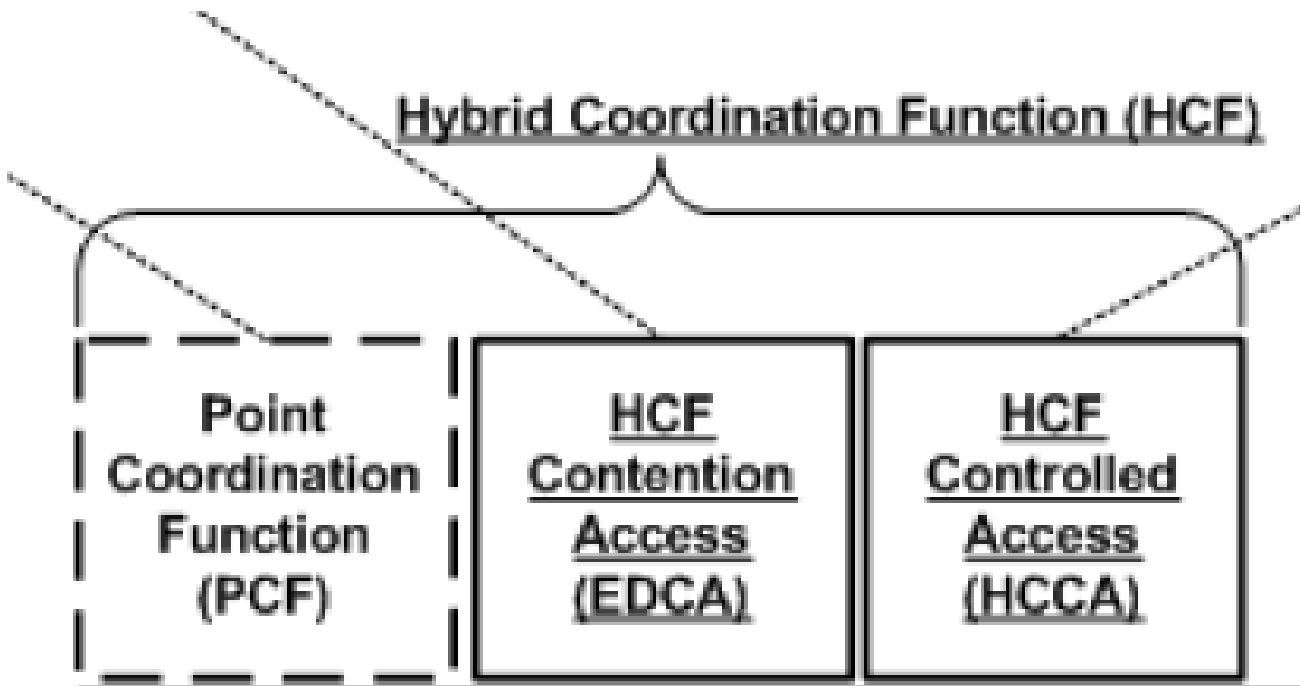 Hybrid Coordination Function (HCF)
Point
Coordination
Function
(PCF)
HCF
Contention
Access
(EDCA)
HCF
Controlled
Access
(HCCA)